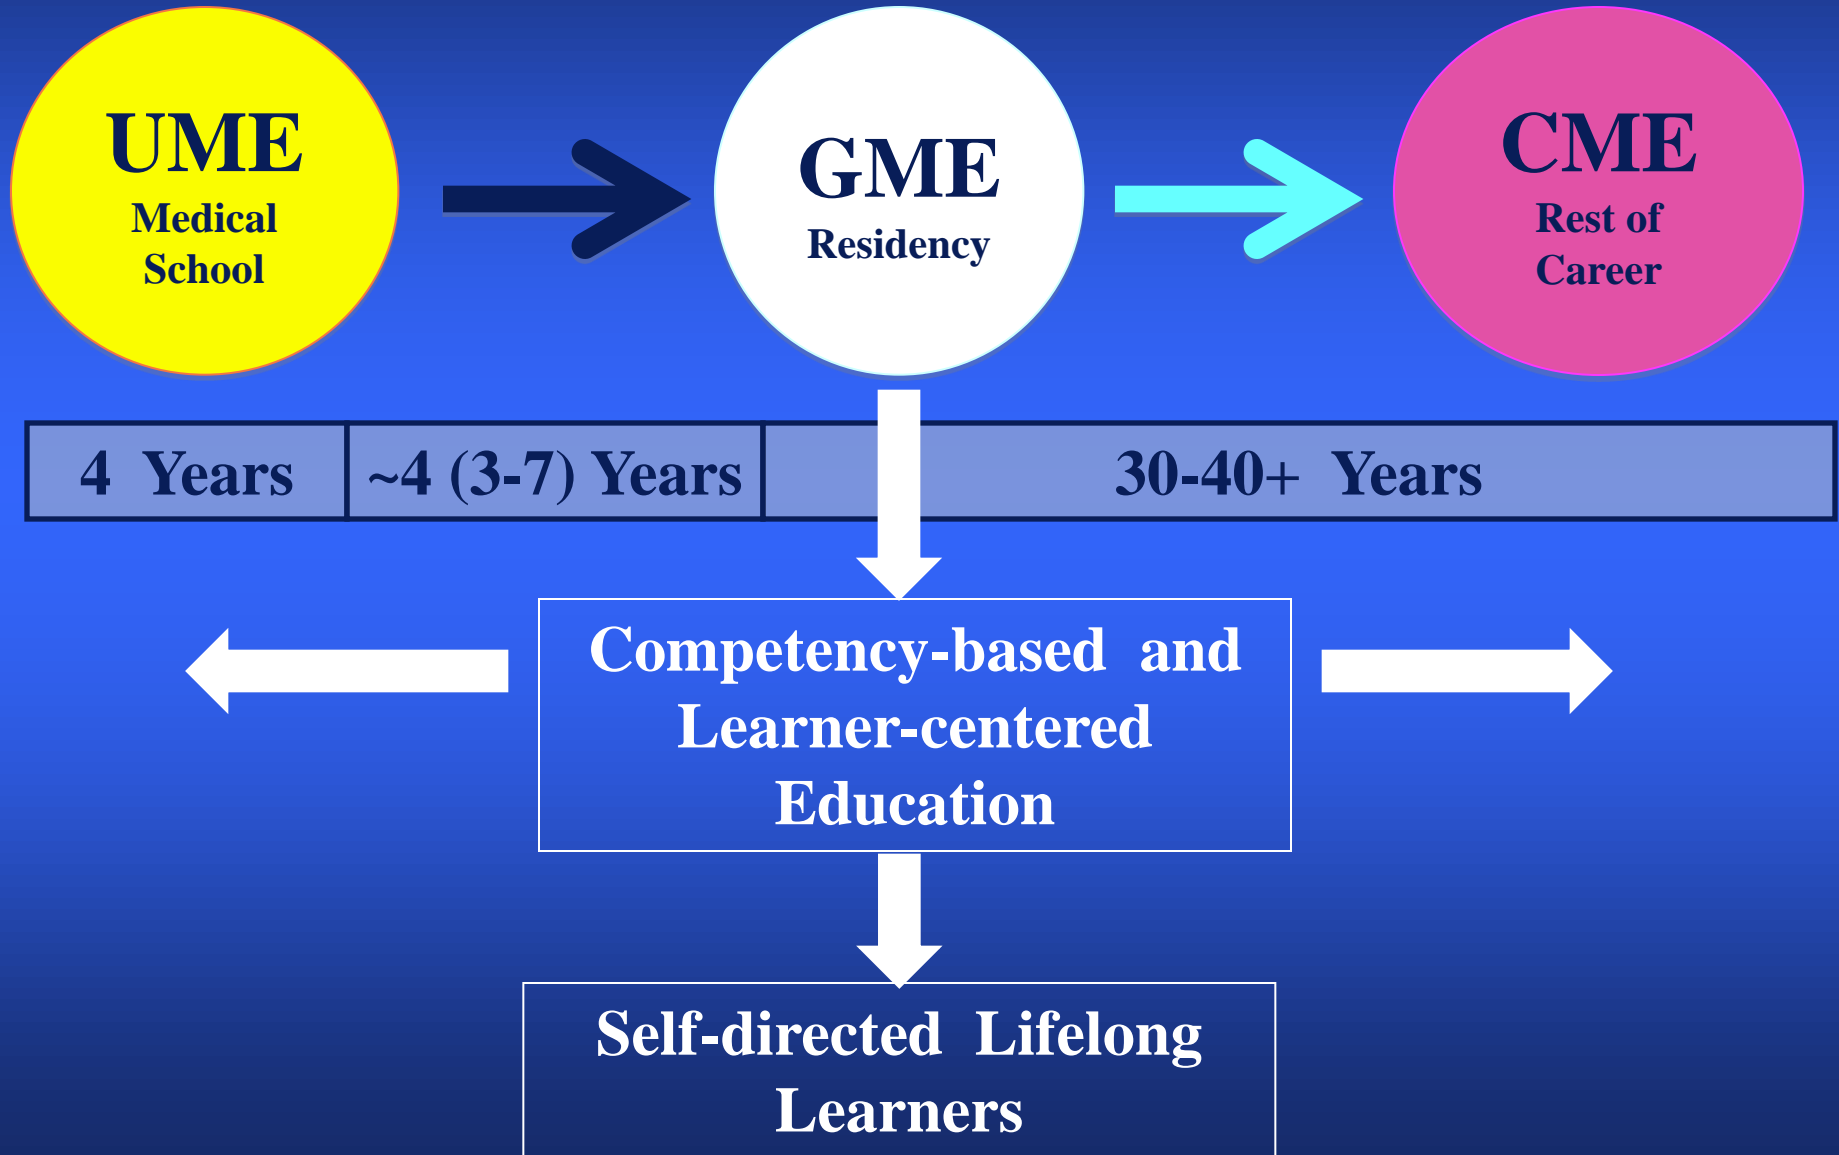 UME
Medical
School
GME
Residency
CME
Rest of
Career
4 Years
~4 (3-7) Years
30-40+ Years
Competency-based and
Learner-centered
Education
Self-directed Lifelong
Learners